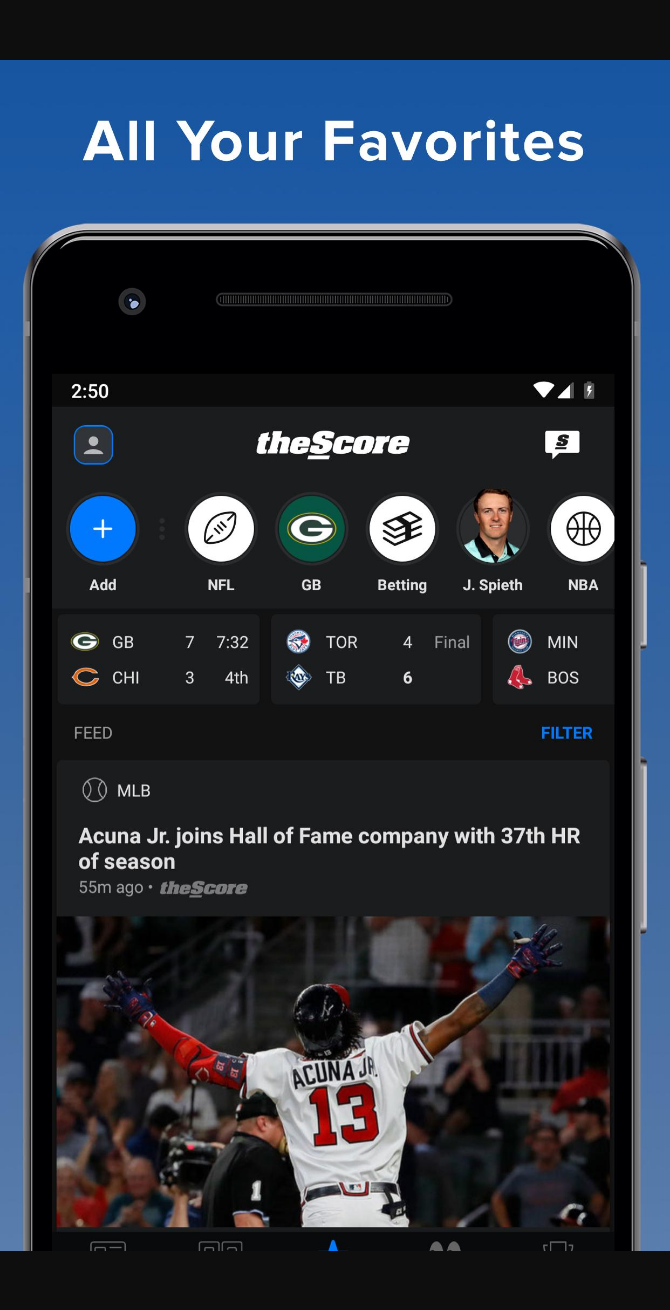 All Your Favorites
2:50
theScore
Add
NFL
GB
Betting
J. Spieth
NBA
GB 7 7:32
CHI 3 4th
TOR 4 Final
TB 6
MIN
BOS
FEED
FILTER
MLB
Acuna Jr. joins Hall of Fame company with 37th HR
of season
55m ago • theScore
ACUNA JR.
13
1